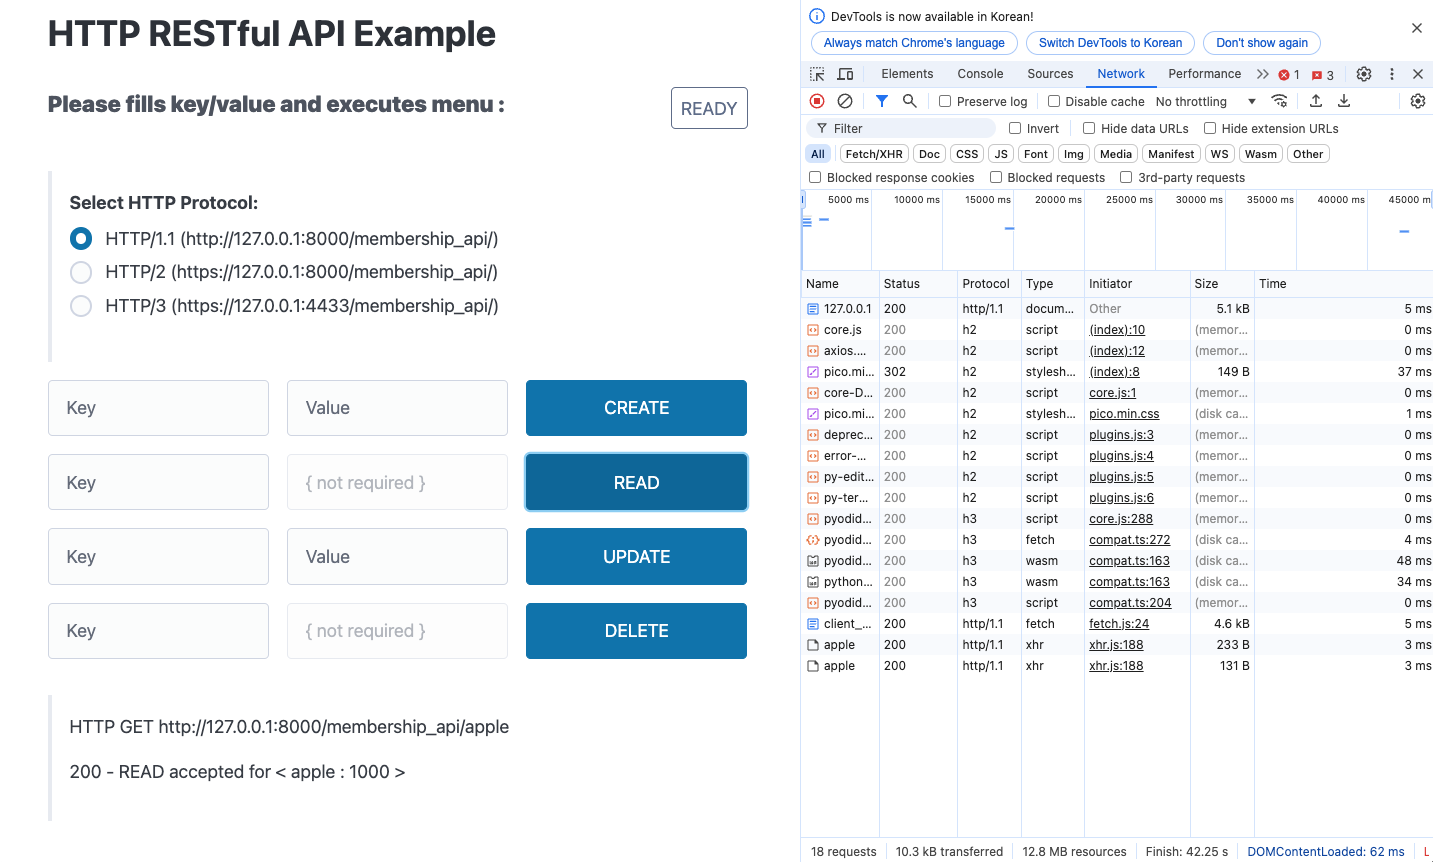 HTTP RESTful API Example
Please fills key/value and executes menu :
READY
Select HTTP Protocol:
HTTP/1.1 (http://127.0.0.1:8000/membership_api/)
HTTP/2 (https://127.0.0.1:8000/membership_api/)
HTTP/3 (https://127.0.0.1:4433/membership_api/)
Key Value CREATE
Key { not required } READ
Key Value UPDATE
Key { not required } DELETE
HTTP GET http://127.0.0.1:8000/membership_api/apple
200 - READ accepted for < apple : 1000 >
DevTools is now available in Korean!
Always match Chrome's language Switch DevTools to Korean Don't show again
Elements Console Sources Network Performance 1 3
Preserve log Disable cache No throttling
Filter Invert Hide data URLs Hide extension URLs
All Fetch/XHR Doc CSS JS Font Img Media Manifest WS Wasm Other
Blocked response cookies Blocked requests 3rd-party requests
5000 ms 10000 ms 15000 ms 20000 ms 25000 ms 30000 ms 35000 ms 40000 ms 45000 m
Name Status Protocol Type Initiator Size Time
127.0.0.1 200 http/1.1 docum... Other 5.1 kB 5 ms
core.js 200 h2 script (index):10 (memor... 0 ms
axios.... 200 h2 script (index):12 (memor... 0 ms
pico.mi... 302 h2 stylesh... (index):8 149 B 37 ms
core-D... 200 h2 script core.js:1 (memor... 0 ms
pico.mi... 200 h2 stylesh... pico.min.css (disk ca... 1 ms
deprec... 200 h2 script plugins.js:3 (memor... 0 ms
error-... 200 h2 script plugins.js:4 (memor... 0 ms
py-edit... 200 h2 script plugins.js:5 (memor... 0 ms
py-ter... 200 h2 script plugins.js:6 (memor... 0 ms
pyodid... 200 h3 script core.js:288 (memor... 0 ms
pyodid... 200 h3 fetch compat.ts:272 (disk ca... 4 ms
pyodid... 200 h3 wasm compat.ts:163 (disk ca... 48 ms
python... 200 h3 wasm compat.ts:163 (disk ca... 34 ms
pyodid... 200 h3 script compat.ts:204 (memor... 0 ms
client_... 200 http/1.1 fetch fetch.js:24 4.6 kB 5 ms
apple 200 http/1.1 xhr xhr.js:188 233 B 3 ms
apple 200 http/1.1 xhr xhr.js:188 131 B 3 ms
18 requests 10.3 kB transferred 12.8 MB resources Finish: 42.25 s DOMContentLoaded: 62 ms L